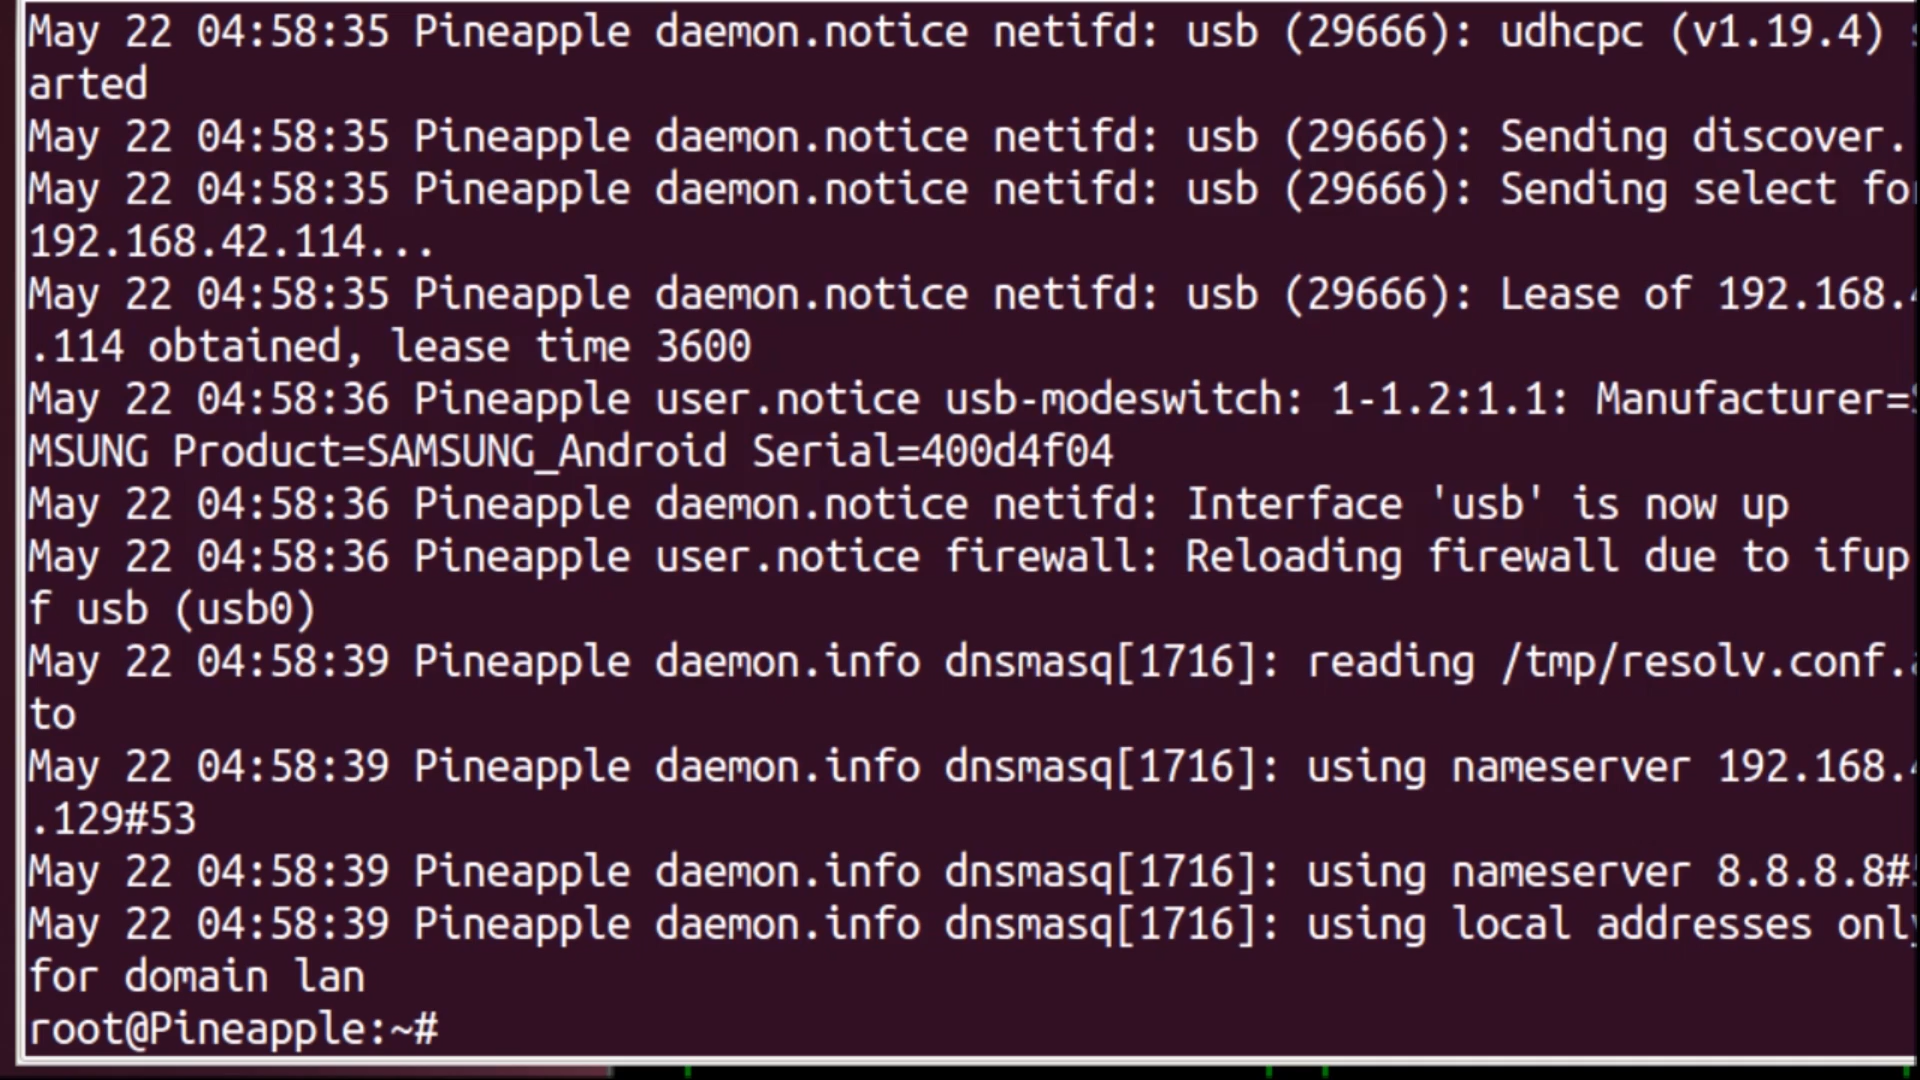 May 22 04:58:35 Pineapple daemon.notice netifd: usb (29666): udhcpc (v1.19.4)
arted
May 22 04:58:35 Pineapple daemon.notice netifd: usb (29666): Sending discover.
May 22 04:58:35 Pineapple daemon.notice netifd: usb (29666): Sending select for
192.168.42.114...
May 22 04:58:35 Pineapple daemon.notice netifd: usb (29666): Lease of 192.168.4
.114 obtained, lease time 3600
May 22 04:58:36 Pineapple user.notice usb-modeswitch: 1-1.2:1.1: Manufacturer=S
MSUNG Product=SAMSUNG_Android Serial=400d4f04
May 22 04:58:36 Pineapple daemon.notice netifd: Interface 'usb' is now up
May 22 04:58:36 Pineapple user.notice firewall: Reloading firewall due to ifup
f usb (usb0)
May 22 04:58:39 Pineapple daemon.info dnsmasq[1716]: reading /tmp/resolv.conf.a
to
May 22 04:58:39 Pineapple daemon.info dnsmasq[1716]: using nameserver 192.168.4
.129#53
May 22 04:58:39 Pineapple daemon.info dnsmasq[1716]: using nameserver 8.8.8.8#5
May 22 04:58:39 Pineapple daemon.info dnsmasq[1716]: using local addresses only
for domain lan
root@Pineapple:~#